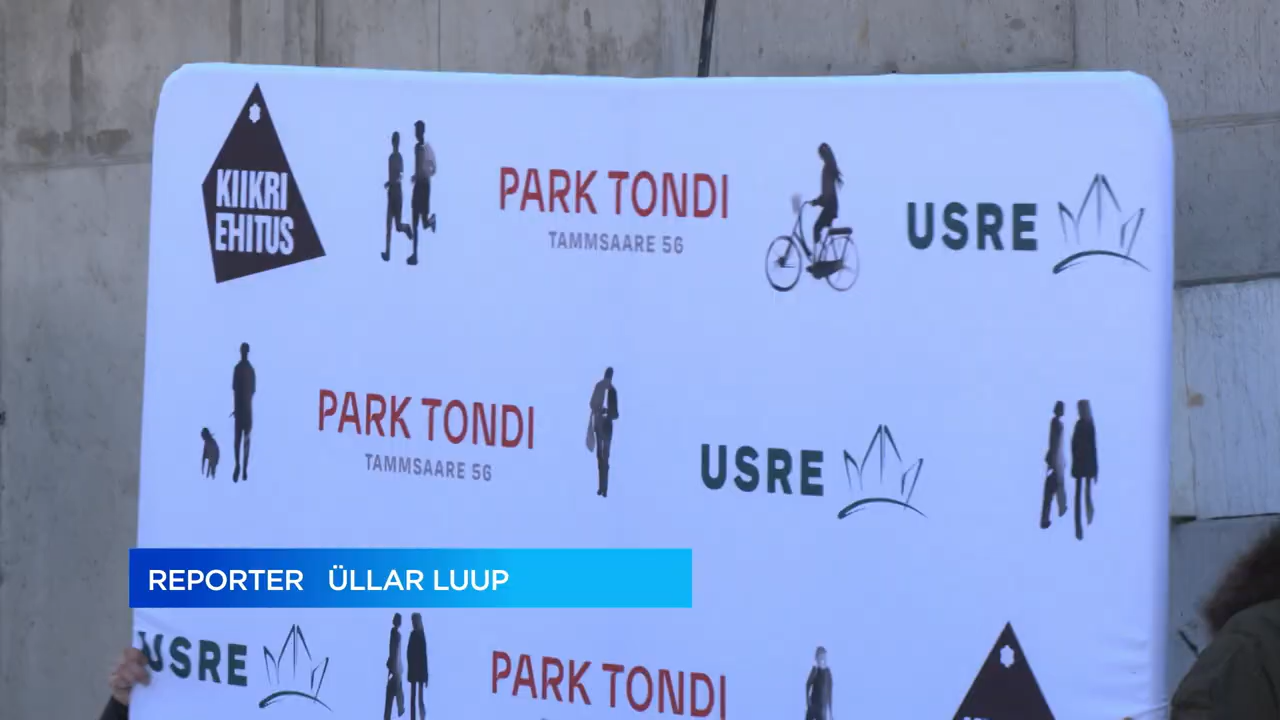 KIIKRI
EHITUS
PARK TONDI
TAMMSAARE 56
USRE
PARK TONDI
TAMMSAARE 56
USRE
REPORTER ÜLLAR LUUP
USRE
PARK TONDI